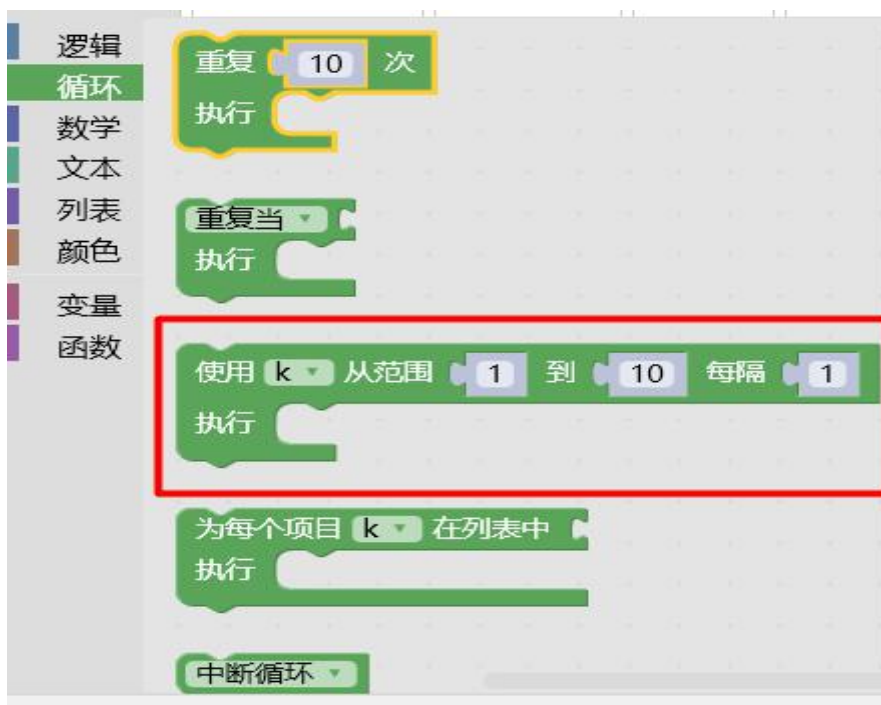 逻辑
循环
数学
文本
列表
颜色
变量
函数
重复 10 次
执行
重复当
执行
使用 k 从范围 1 到 10 每隔 1
执行
为每个项目 k 在列表中
执行
中断循环